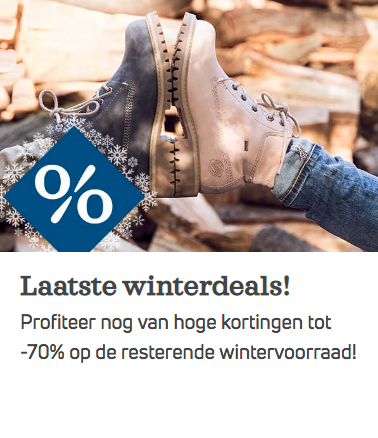 %
Laatste winterdeals!
Profiteer nog van hoge kortingen tot
-70% op de resterende wintervoorraad!